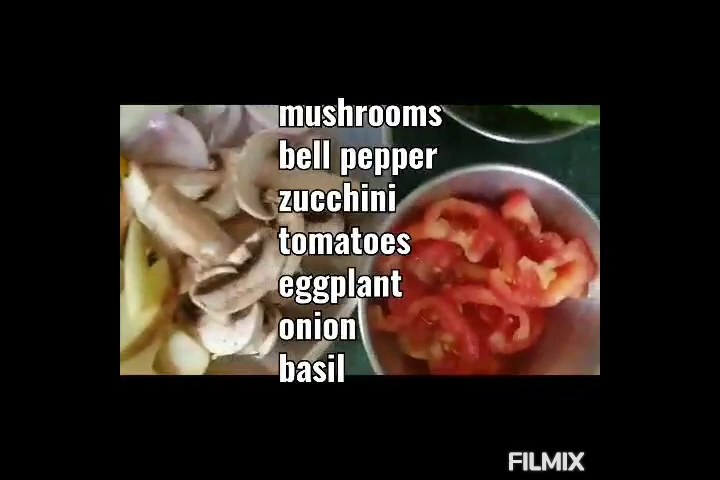 mushrooms
bell pepper
zucchini
tomatoes
eggplant
onion
basil
FILMIX